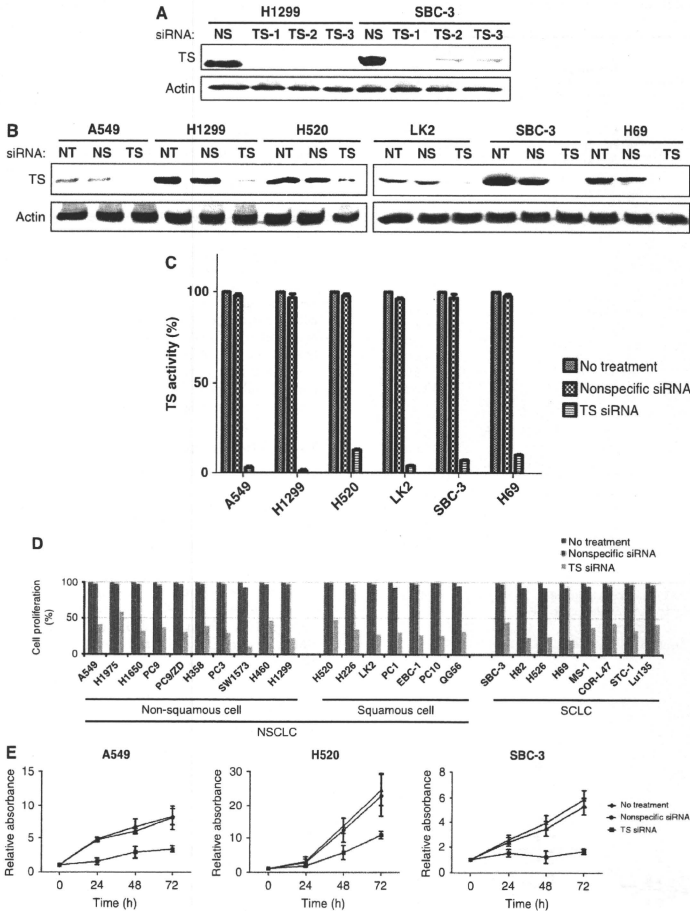 A
H1299 SBC-3
siRNA: NS TS-1 TS-2 TS-3 NS TS-1 TS-2 TS-3
TS
Actin
B
A549 H1299 H520 LK2 SBC-3 H69
siRNA: NT NS TS NT NS TS NT NS TS NT NS TS NT NS TS NT NS TS
TS
Actin
C
TS activity (%)
100
50
0
A549 H1299 H520 LK2 SBC-3 H69
No treatment
Nonspecific siRNA
TS siRNA
D
No treatment
Nonspecific siRNA
TS siRNA
Cell proliferation
(%)
100
50
0
A549 H1975 H1650 PC9 PC9/ZD H358 PC3 SW1573 H460 H1299 H520 H226 LK2 PC1 EBC-1 PC10 QG56 SBC-3 H82 H526 H69 MS-1 COR-L47 STC-1 Lu135
Non-squamous cell Squamous cell SCLC
NSCLC
E
A549
Relative absorbance
15
10
5
0
0 24 48 72
Time (h)
H520
Relative absorbance
30
20
10
0
0 24 48 72
Time (h)
SBC-3
Relative absorbance
8
6
4
2
0
0 24 48 72
Time (h)
No treatment
Nonspecific siRNA
TS siRNA